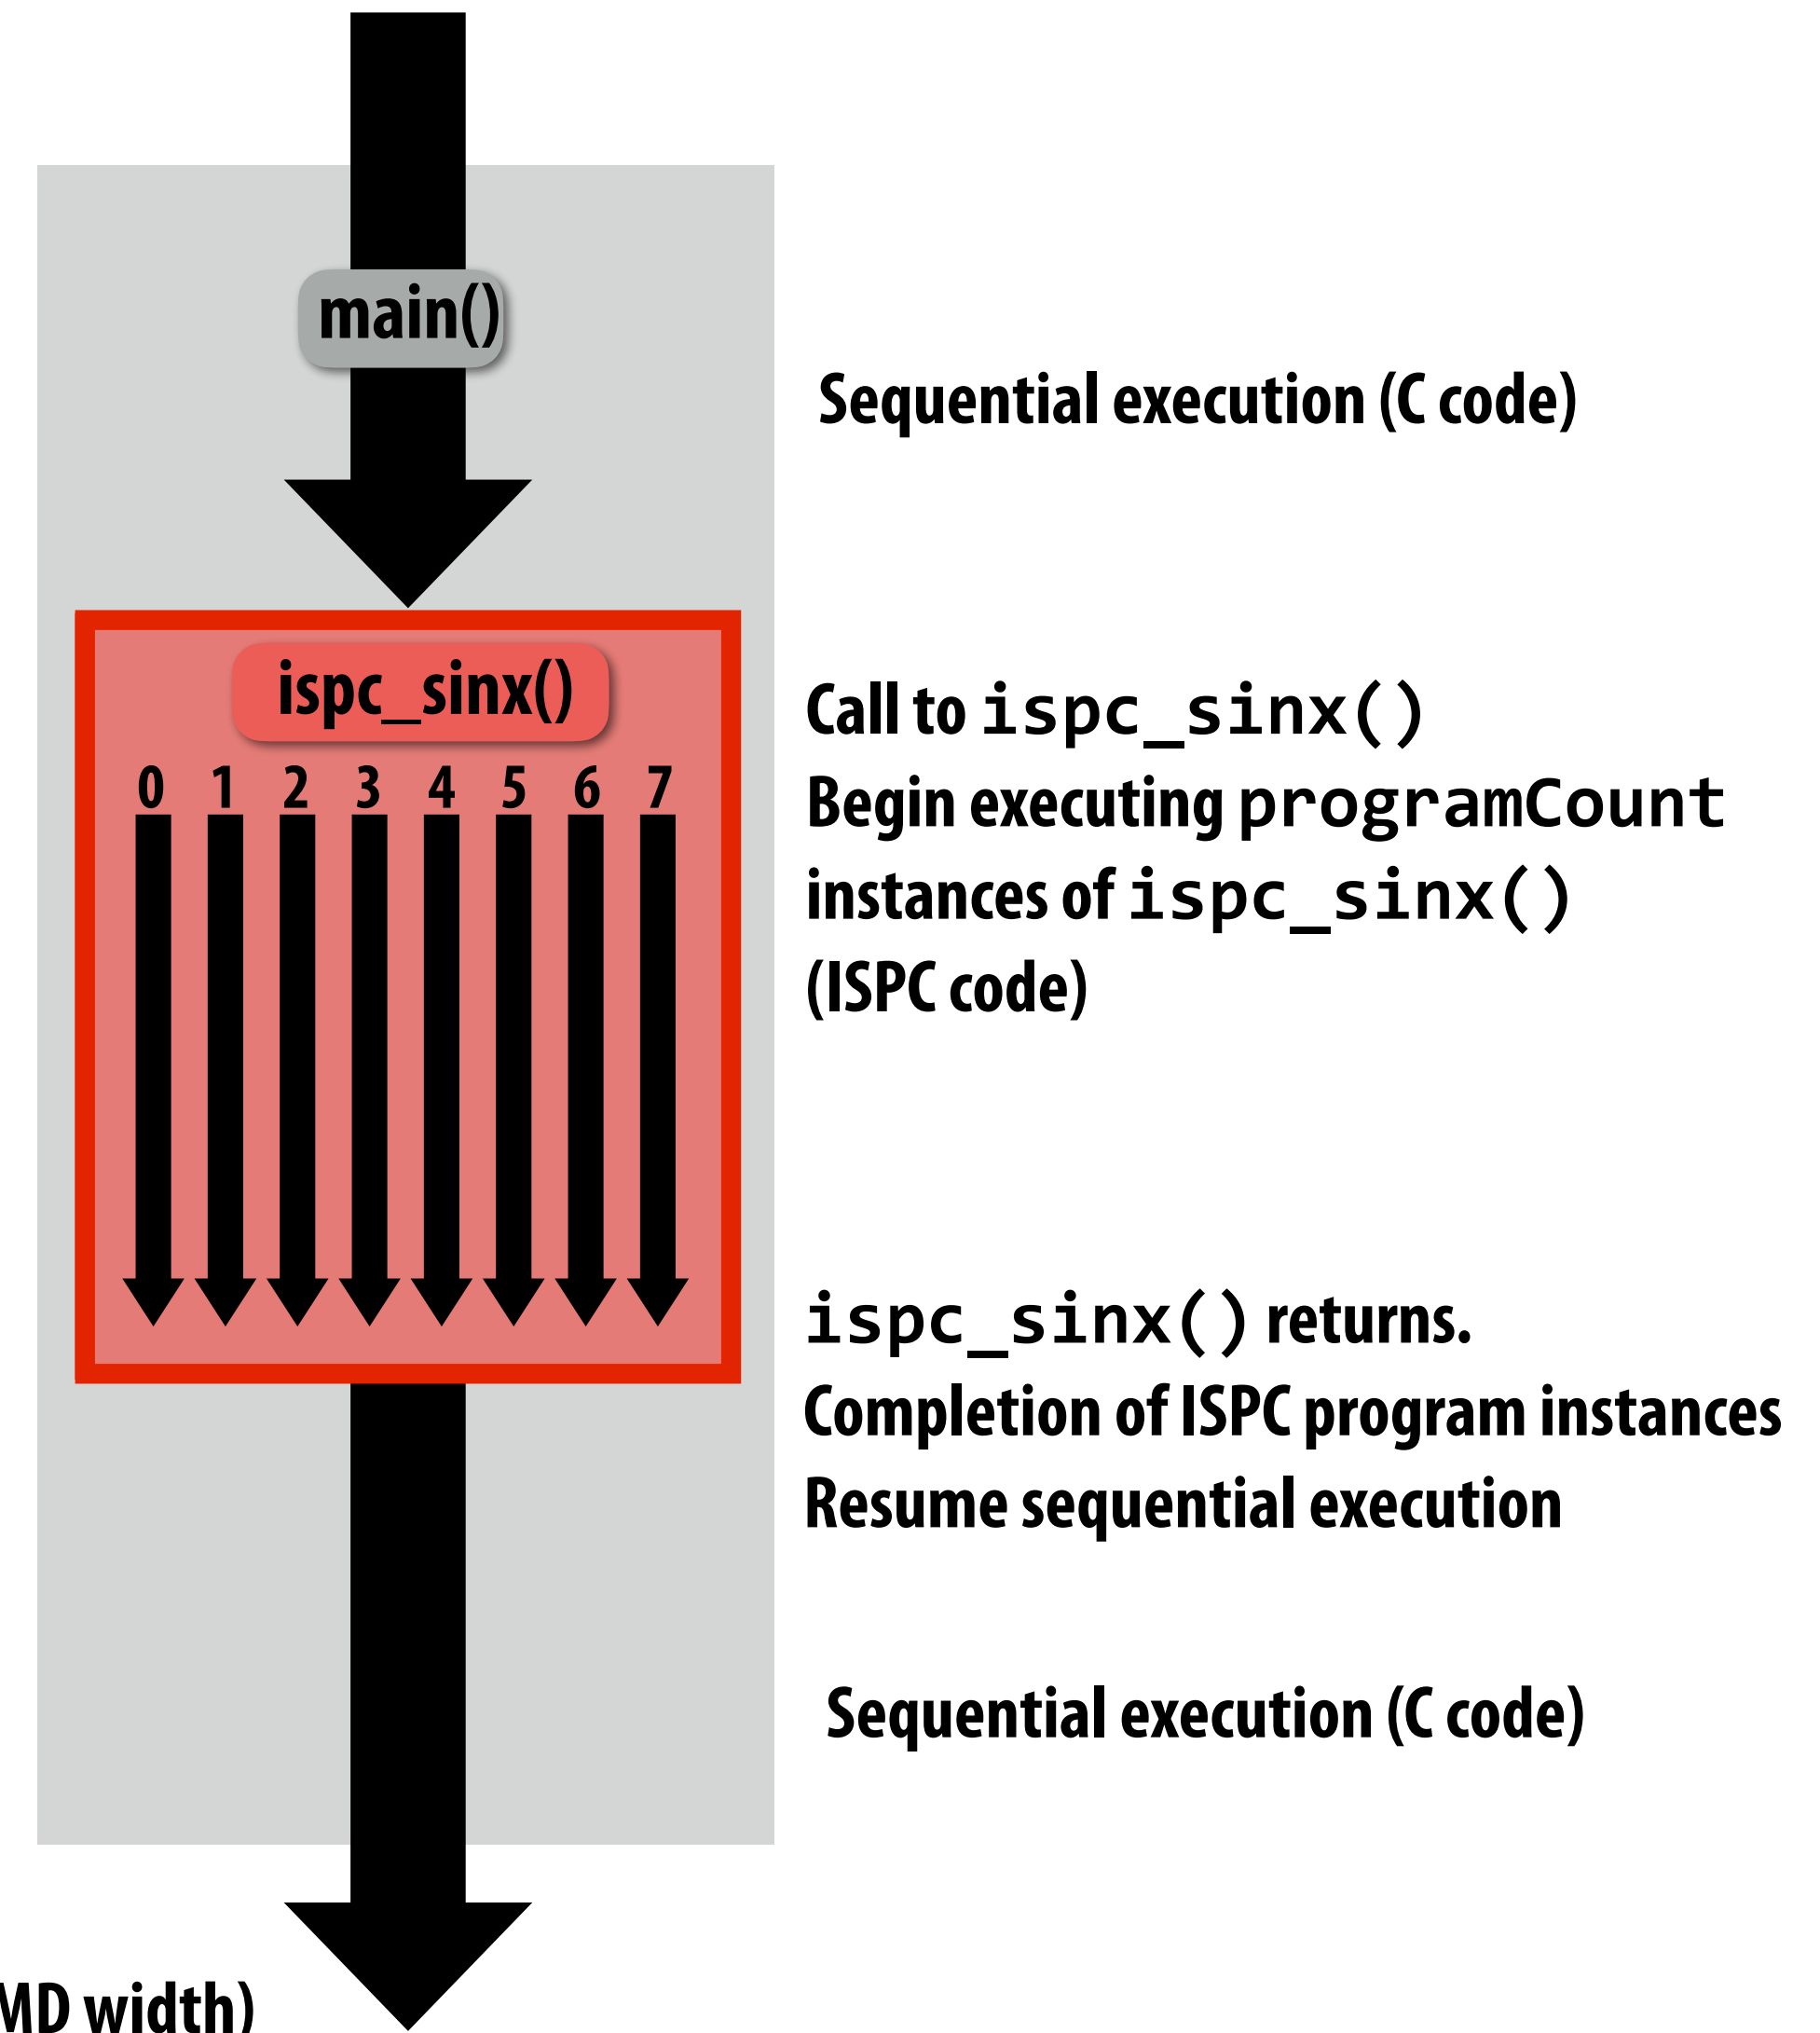 main()
Sequential execution (C code)
ispc_sinx()
0 1 2 3 4 5 6 7
Call to ispc_sinx()
Begin executing programCount
instances of ispc_sinx()
(ISPC code)
ispc_sinx() returns.
Completion of ISPC program instances
Resume sequential execution
Sequential execution (C code)
MD width)